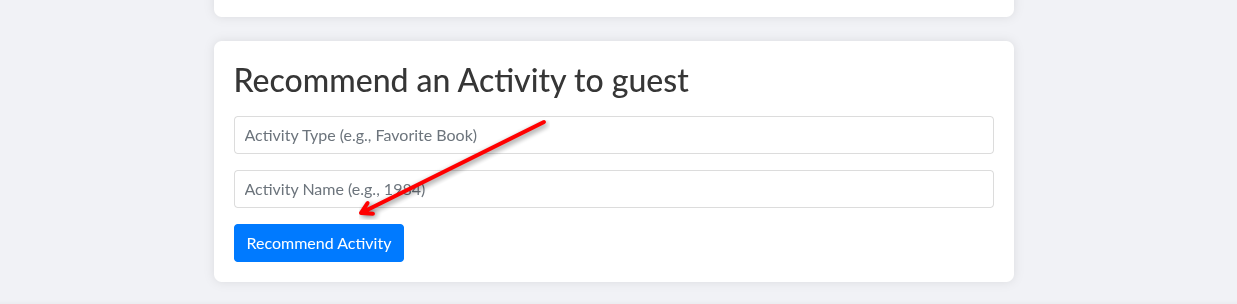 Recommend an Activity to guest
Activity Type (e.g., Favorite Book)
Activity Name (e.g., 1984)
Recommend Activity